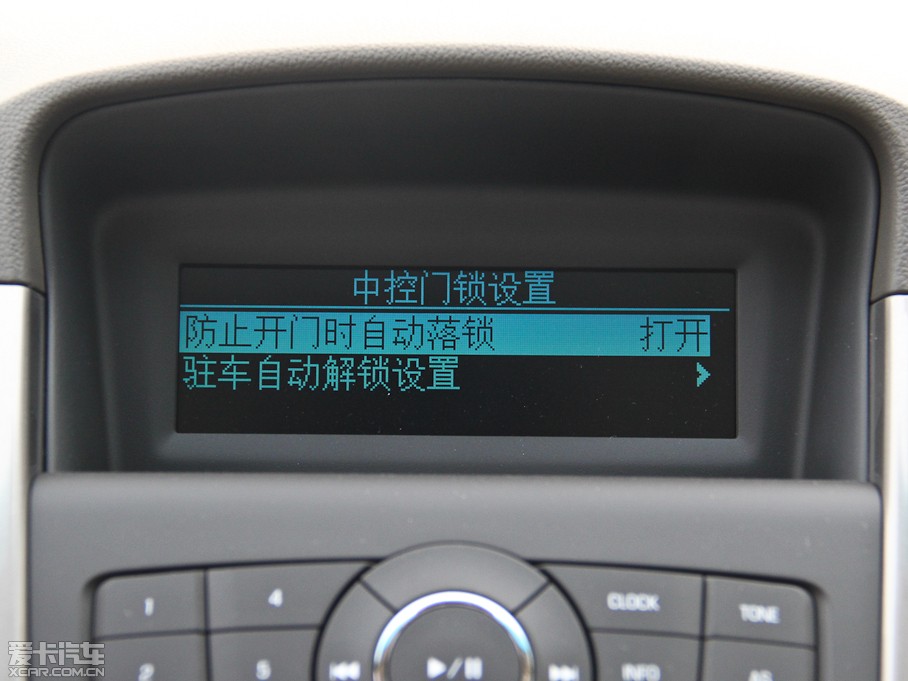 中控门锁设置
防止开门时自动落锁 打开
驻车自动解锁设置
1 4 CLOCK TONE
2 5 INFO AS
爱卡汽车
XCAR.COM.CN